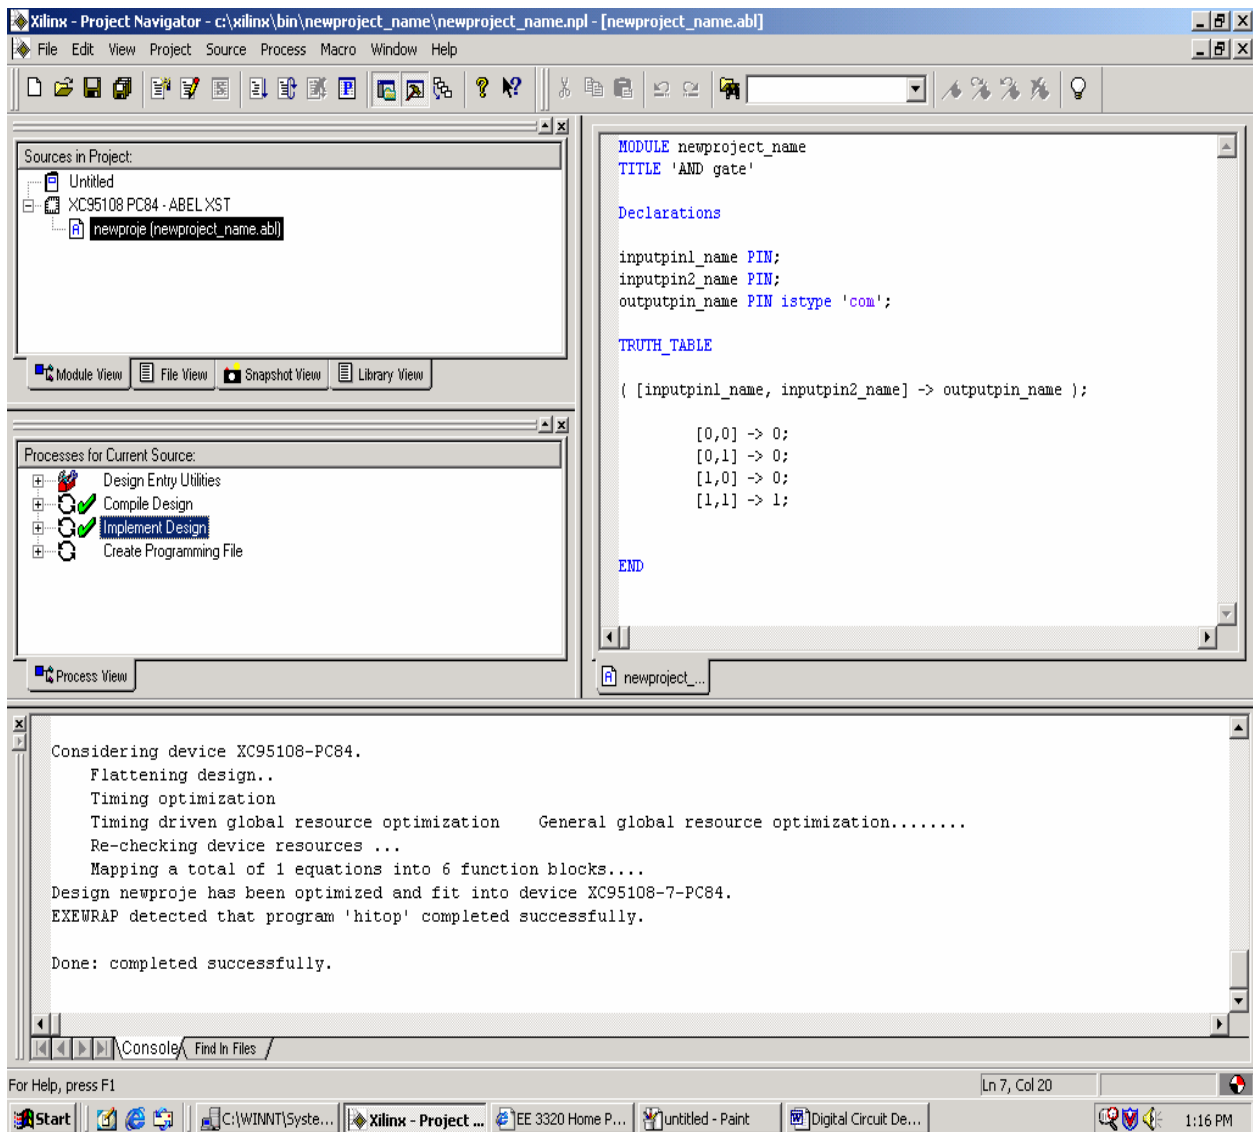 Xilinx - Project Navigator - c:\xilinx\bin\newproject_name\newproject_name.npl - [newproject_name.abl]
File Edit View Project Source Process Macro Window Help
P
Sources in Project:
Untitled
XC95108 PC84 - ABEL XST
newproje (newproject_name.abl)
Module View File View Snapshot View Library View
Processes for Current Source:
Design Entry Utilities
Compile Design
Implement Design
Create Programming File
Process View
MODULE newproject_name
TITLE 'AND gate'
Declarations
inputpin1_name PIN;
inputpin2_name PIN;
outputpin_name PIN istype 'com';
TRUTH_TABLE
( [inputpin1_name, inputpin2_name] -> outputpin_name );
[0,0] -> 0;
[0,1] -> 0;
[1,0] -> 0;
[1,1] -> 1;
END
newproject_...
Considering device XC95108-PC84.
Flattening design..
Timing optimization
Timing driven global resource optimization General global resource optimization........
Re-checking device resources ...
Mapping a total of 1 equations into 6 function blocks....
Design newproje has been optimized and fit into device XC95108-7-PC84.
EXEWRAP detected that program 'hitop' completed successfully.
Done: completed successfully.
Console Find In Files
For Help, press F1
Ln 7, Col 20
Start C:\WINNT\Syste... Xilinx - Project ... EE 3320 Home P... untitled - Paint Digital Circuit De... 1:16 PM